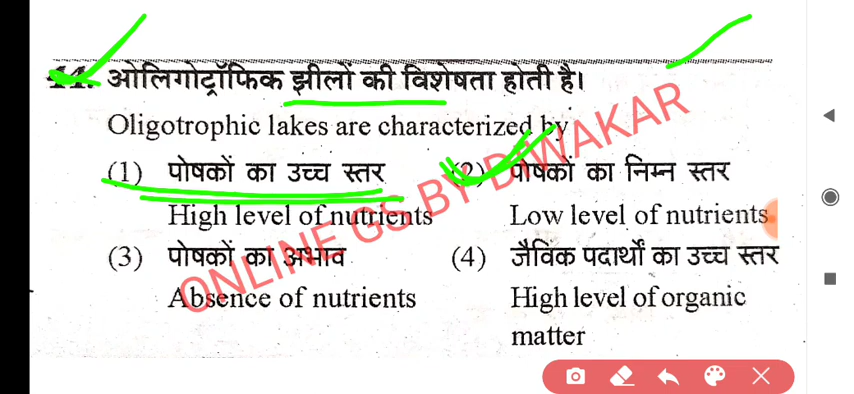 44. ओलिगोट्रॉफिक झीलों की विशेषता होती है।
Oligotrophic lakes are characterized by
(1) पोषकों का उच्च स्तर
High level of nutrients
(2) पोषकों का निम्न स्तर
Low level of nutrients
(3) पोषकों का अभाव
Absence of nutrients
(4) जैविक पदार्थों का उच्च स्तर
High level of organic
matter
ONLINE GS BY DIWAKAR